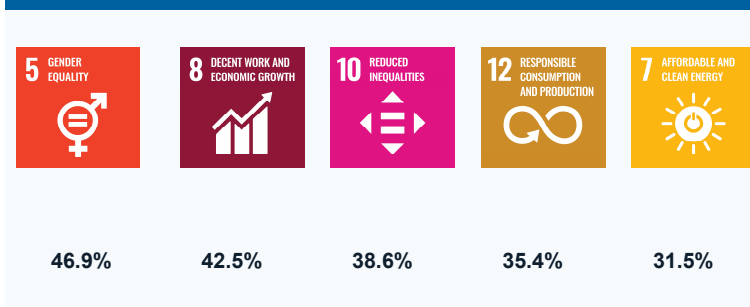 5 GENDER
EQUALITY
8 DECENT WORK AND
ECONOMIC GROWTH
10 REDUCED
INEQUALITIES
12 RESPONSIBLE
CONSUMPTION
AND PRODUCTION
7 AFFORDABLE AND
CLEAN ENERGY
46.9% 42.5% 38.6% 35.4% 31.5%